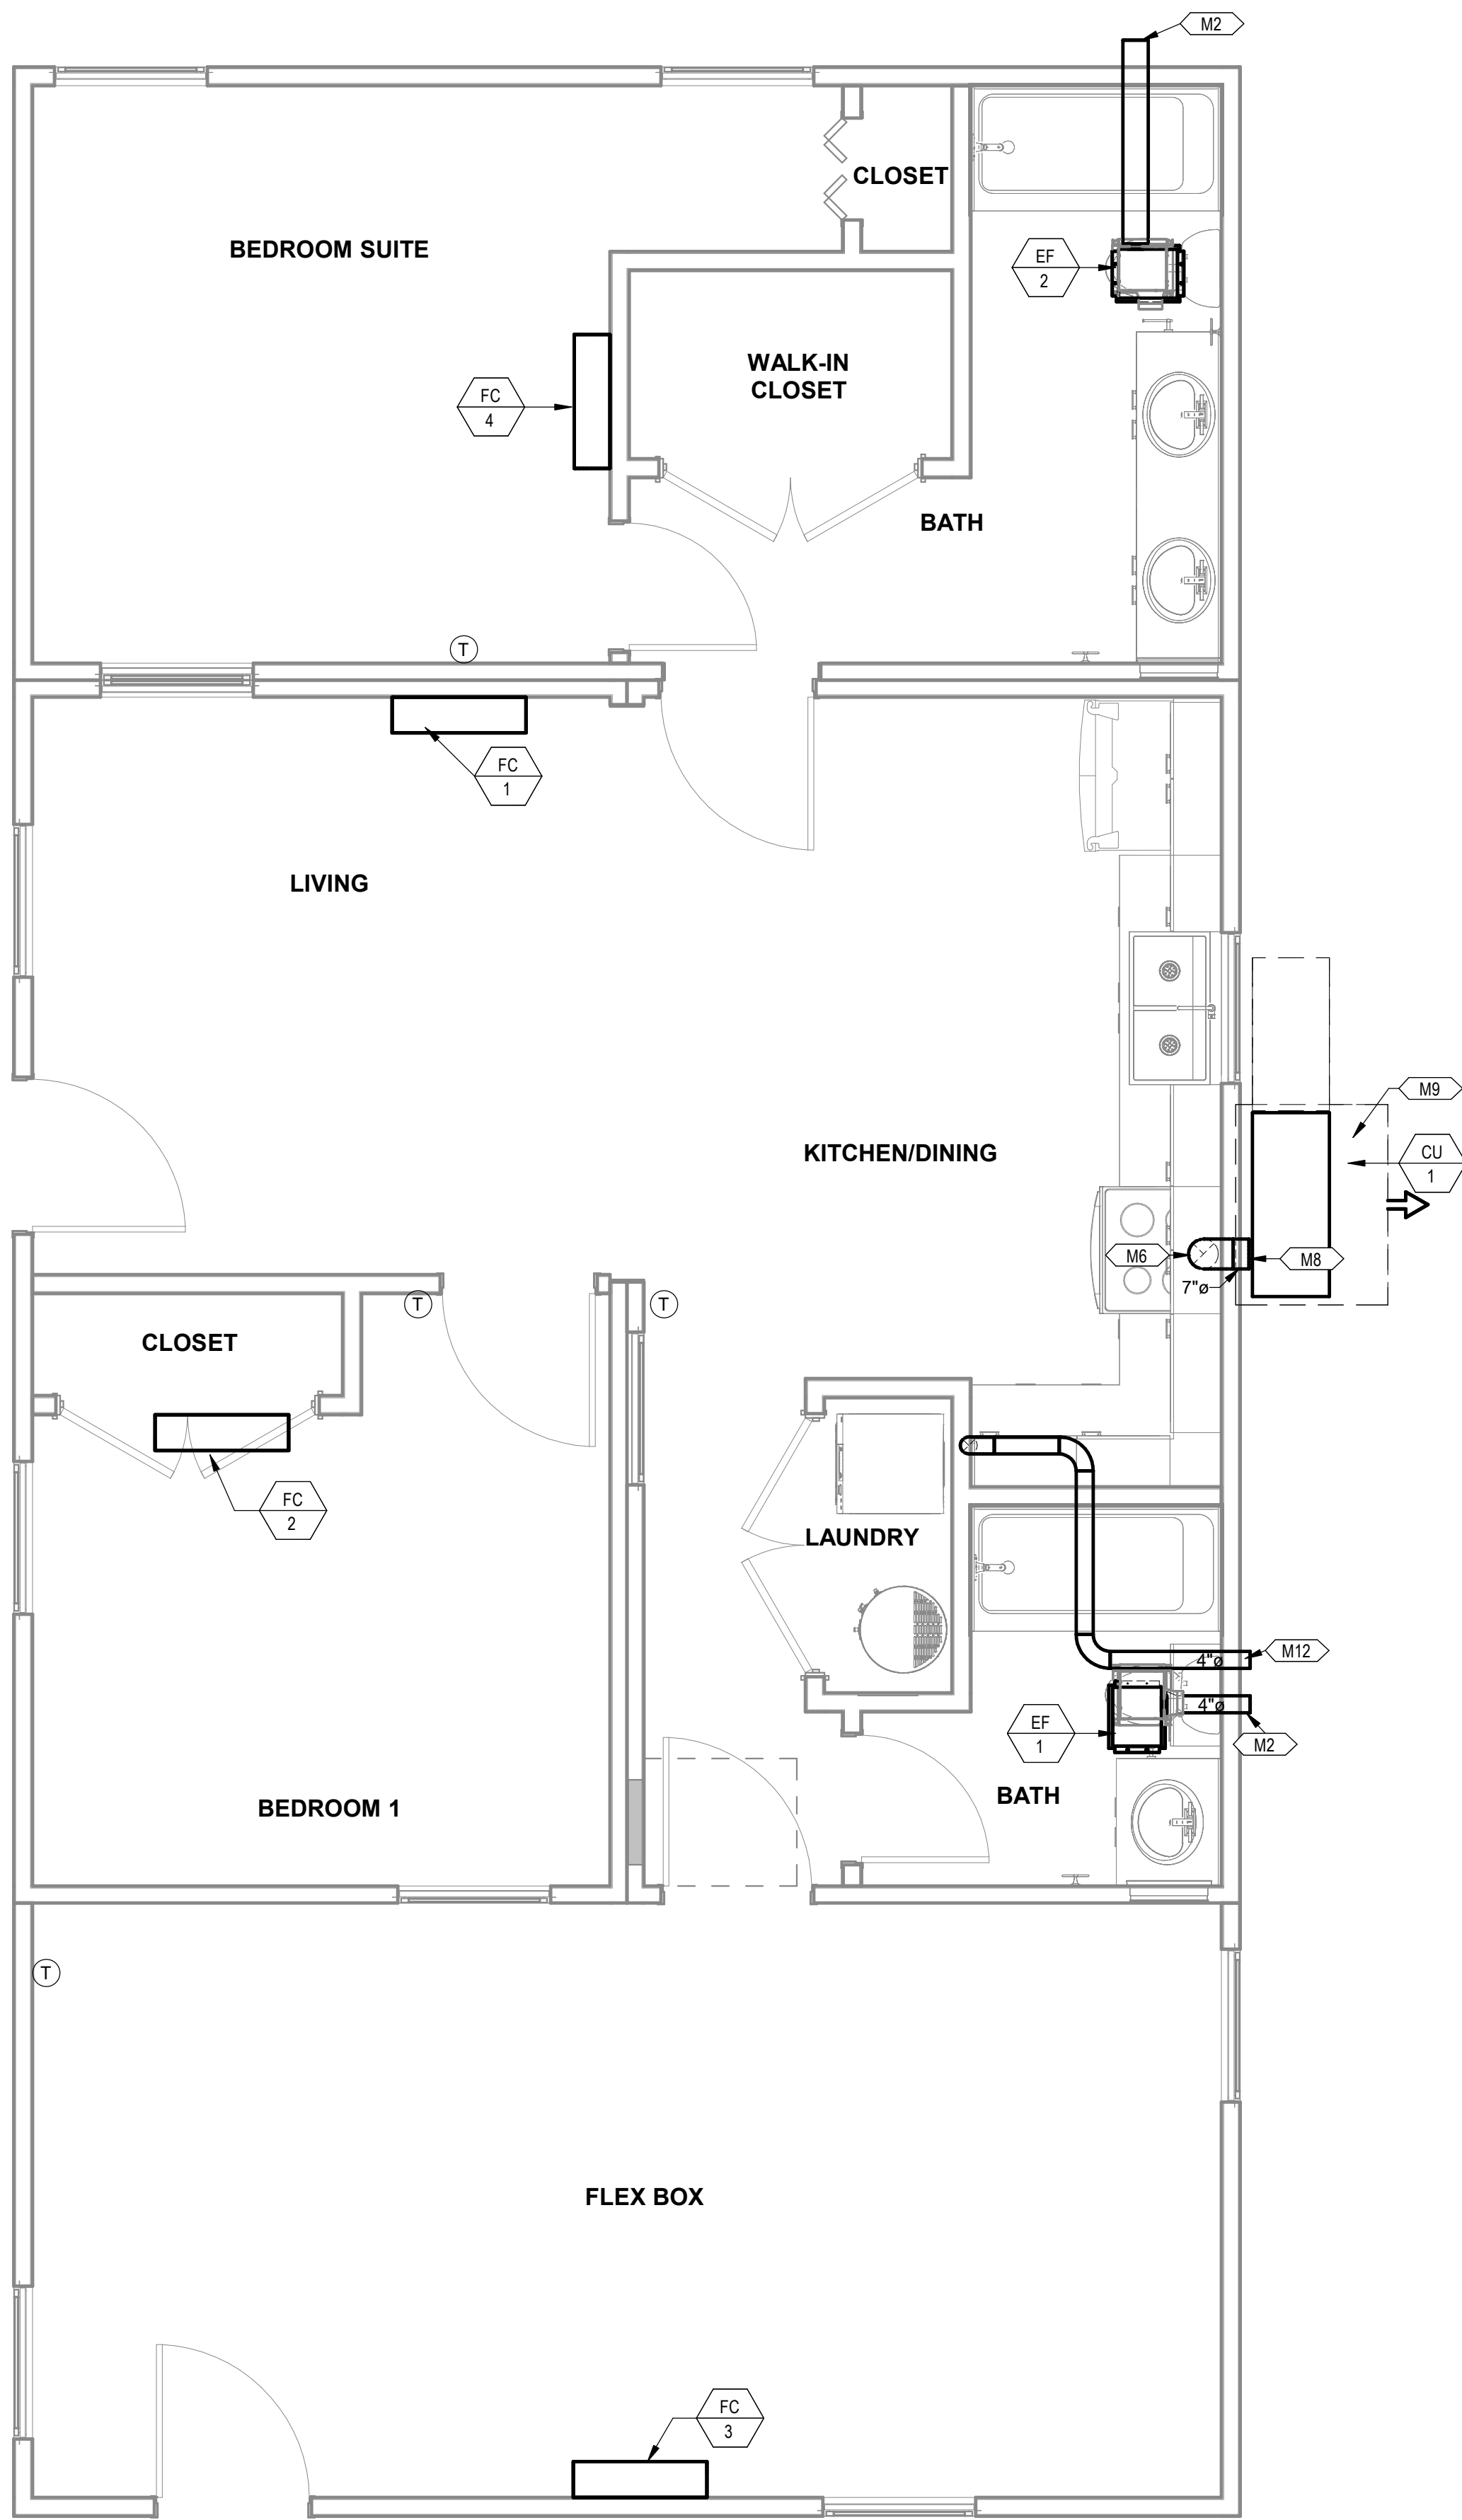 M2
CLOSET
BEDROOM SUITE
EF
2
WALK-IN
CLOSET
FC
4
BATH
T
FC
1
LIVING
M9
KITCHEN/DINING
CU
1
M6
M8
7"ø
T
T
CLOSET
FC
2
LAUNDRY
M12
4"ø
4"ø
EF
1
M2
BATH
BEDROOM 1
T
FLEX BOX
FC
3